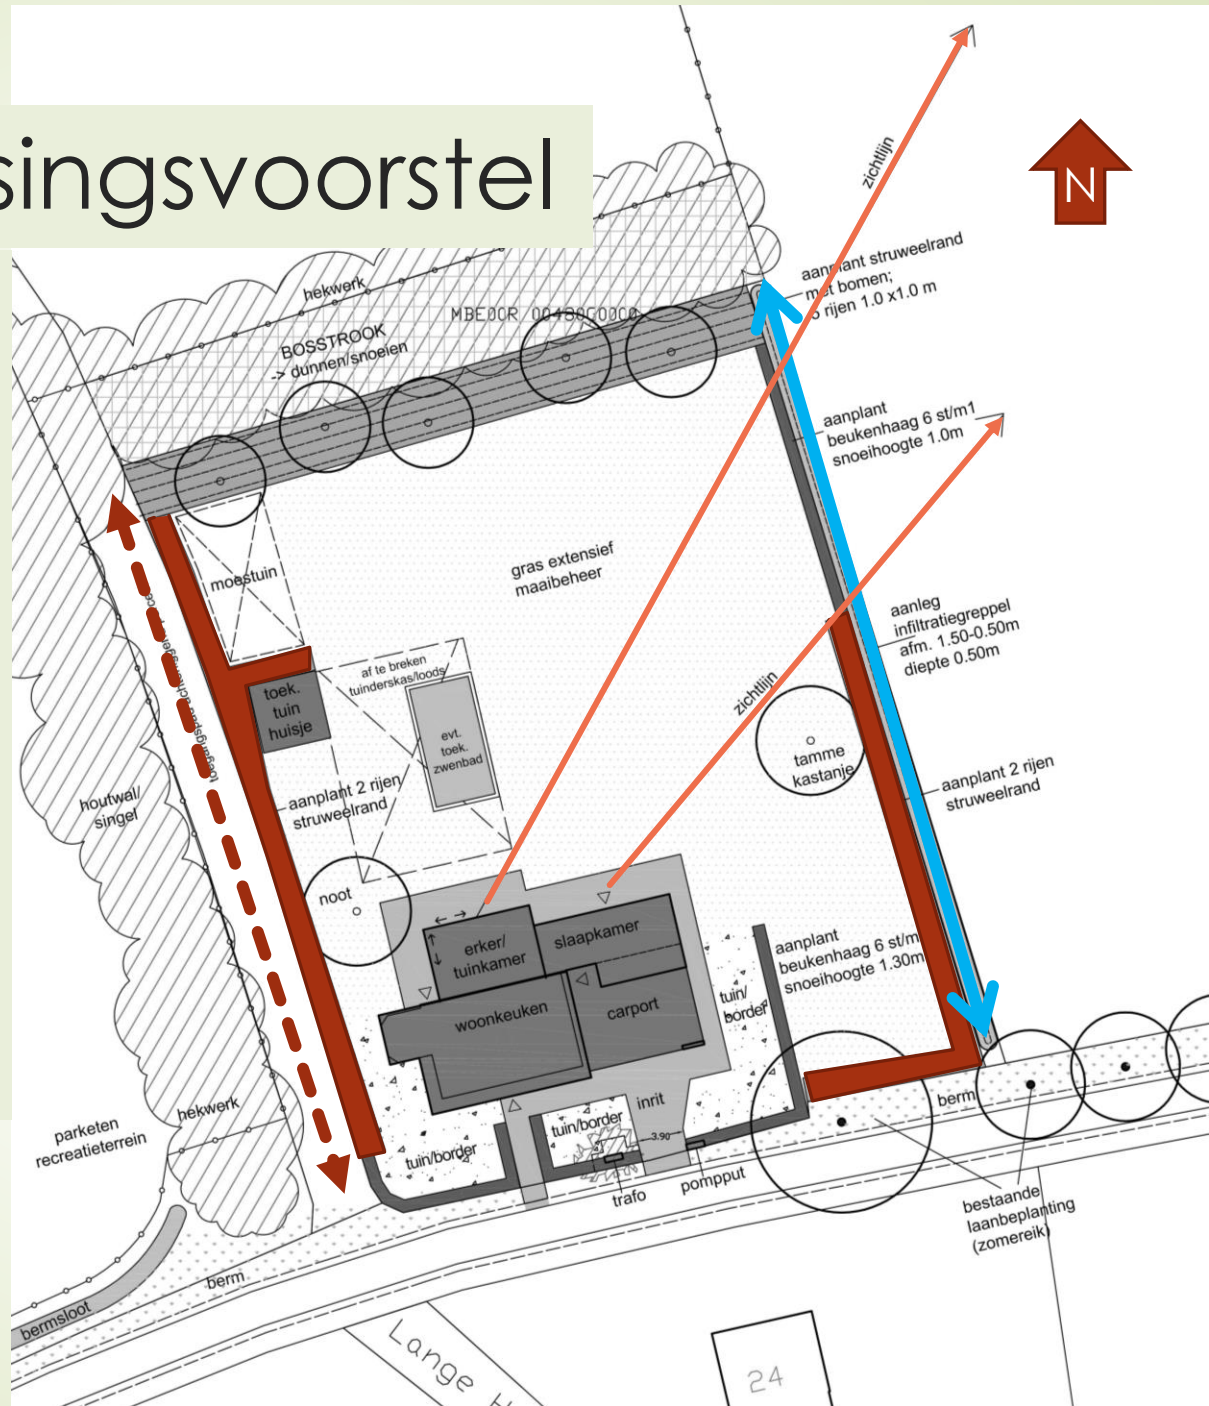 singsvoorstel
N
zichtlijn
hekwerk
MBE00R 00480G0000
BOSSTROOK
-> dunnen/snoeien
aanplant struweelrand
met bomen;
rijen 1.0 x1.0 m
aanplant
beukenhaag 6 st/m1
snoeihoogte 1.0m
gras extensief
maaibeheer
moestuin
aanleg
infiltratiegreppel
afm. 1.50-0.50m
diepte 0.50m
af te breken
tuinderskas/loods
toek.
tuin
huisje
zichtlijn
evt.
toek.
zwenbad
tamme
kastanje
aanplant 2 rijen
struweelrand
aanplant 2 rijen
struweelrand
houtwal/
singel
noot
erker/
tuinkamer
slaapkamer
aanplant
beukenhaag 6 st/m
snoeihoogte 1.30m
woonkeuken
carport
tuin/
border
hekwerk
parketen
recreatieterrein
inrit
tuin/border
3.90
tuin/border
berm
trafo
pompput
bestaande
laanbeplanting
(zomereik)
berm
bermsloot
Lange
24